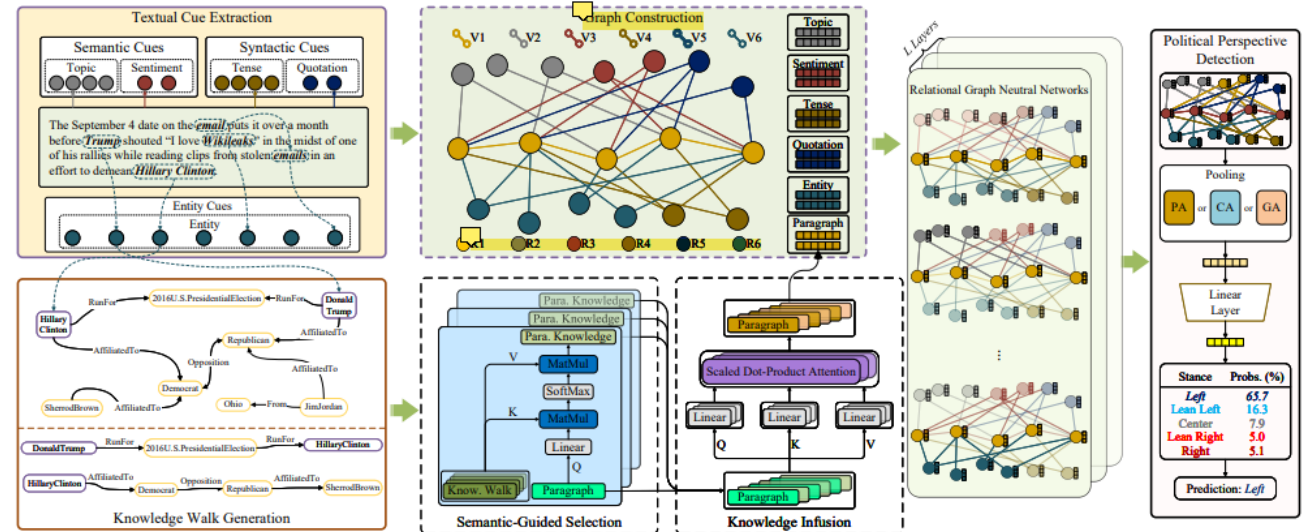 Textual Cue Extraction
Semantic Cues
Syntactic Cues
Topic
Sentiment
Tense
Quotation
The September 4 date on the email puts it over a month
before Trump shouted “I love Wikileaks” in the midst of one
of his rallies while reading clips from stolen emails in an
effort to demean Hillary Clinton.
Entity Cues
Entity
RunFor
2016U.S.PresidentialElection
RunFor
Donald
Trump
Hillary
Clinton
AffiliatedTo
Republican
AffiliatedTo
Opposition
AffiliatedTo
Democrat
SherrodBrown
AffiliatedTo
Ohio
From
JimJordan
DonaldTrump
RunFor
2016U.S.PresidentialElection
RunFor
HillaryClinton
HillaryClinton
AffiliatedTo
Democrat
Opposition
Republican
AffiliatedTo
SherrodBrown
Knowledge Walk Generation
Graph Construction
V1
V2
V3
V4
V5
V6
R2
R3
R4
R5
R6
Topic
Sentiment
Tense
Quotation
Entity
Paragraph
Para. Knowledge
Para. Knowledge
Para. Knowledge
V
MatMul
SoftMax
K
MatMul
Linear
Q
Know. Walk
Paragraph
Semantic-Guided Selection
Paragraph
Scaled Dot-Product Attention
Linear
Linear
Linear
Q
K
V
Paragraph
Knowledge Infusion
L Layers
Relational Graph Neutral Networks
...
Political Perspective
Detection
Pooling
PA or CA or GA
Linear
Layer
Stance Probs. (%)
Left 65.7
Lean Left 16.3
Center 7.9
Lean Right 5.0
Right 5.1
Prediction: Left